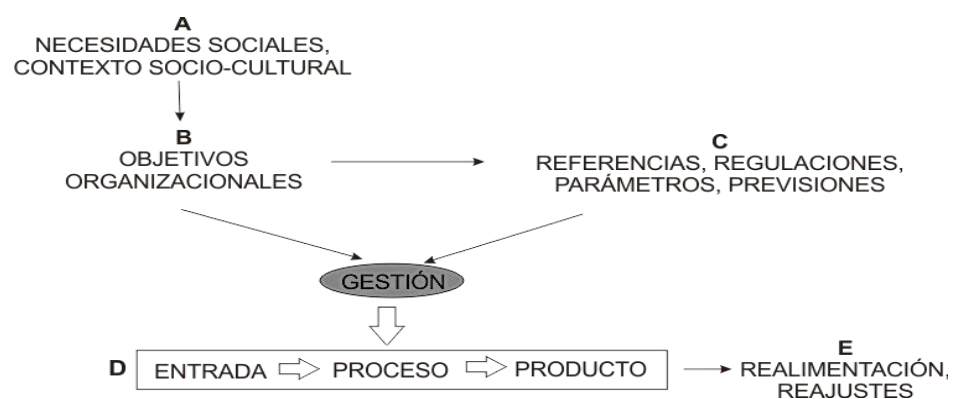 A
NECESIDADES SOCIALES,
CONTEXTO SOCIO-CULTURAL
B
OBJETIVOS
ORGANIZACIONALES
C
REFERENCIAS, REGULACIONES,
PARÁMETROS, PREVISIONES
GESTIÓN
D
ENTRADA PROCESO PRODUCTO
E
REALIMENTACIÓN,
REAJUSTES